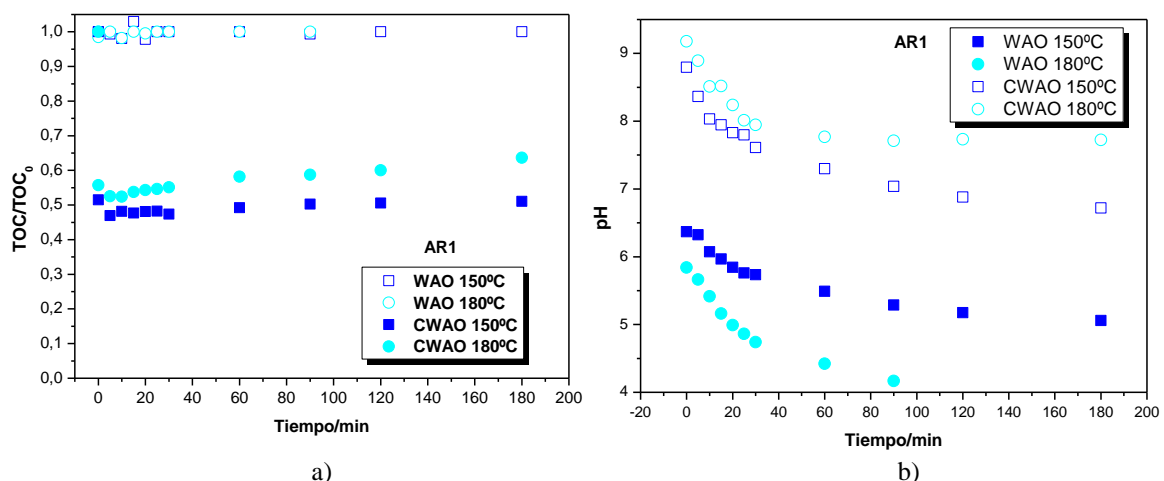 1,0
0,9
0,8
0,7
0,6
0,5
0,4
0,3
0,2
0,1
0,0
TOC/TOC0
AR1
WAO 150ºC
WAO 180ºC
CWAO 150ºC
CWAO 180ºC
0 20 40 60 80 100 120 140 160 180 200
Tiempo/min
a)
9
8
7
6
5
4
pH
AR1
WAO 150ºC
WAO 180ºC
CWAO 150ºC
CWAO 180ºC
-20 0 20 40 60 80 100 120 140 160 180 200
Tiempo/min
b)